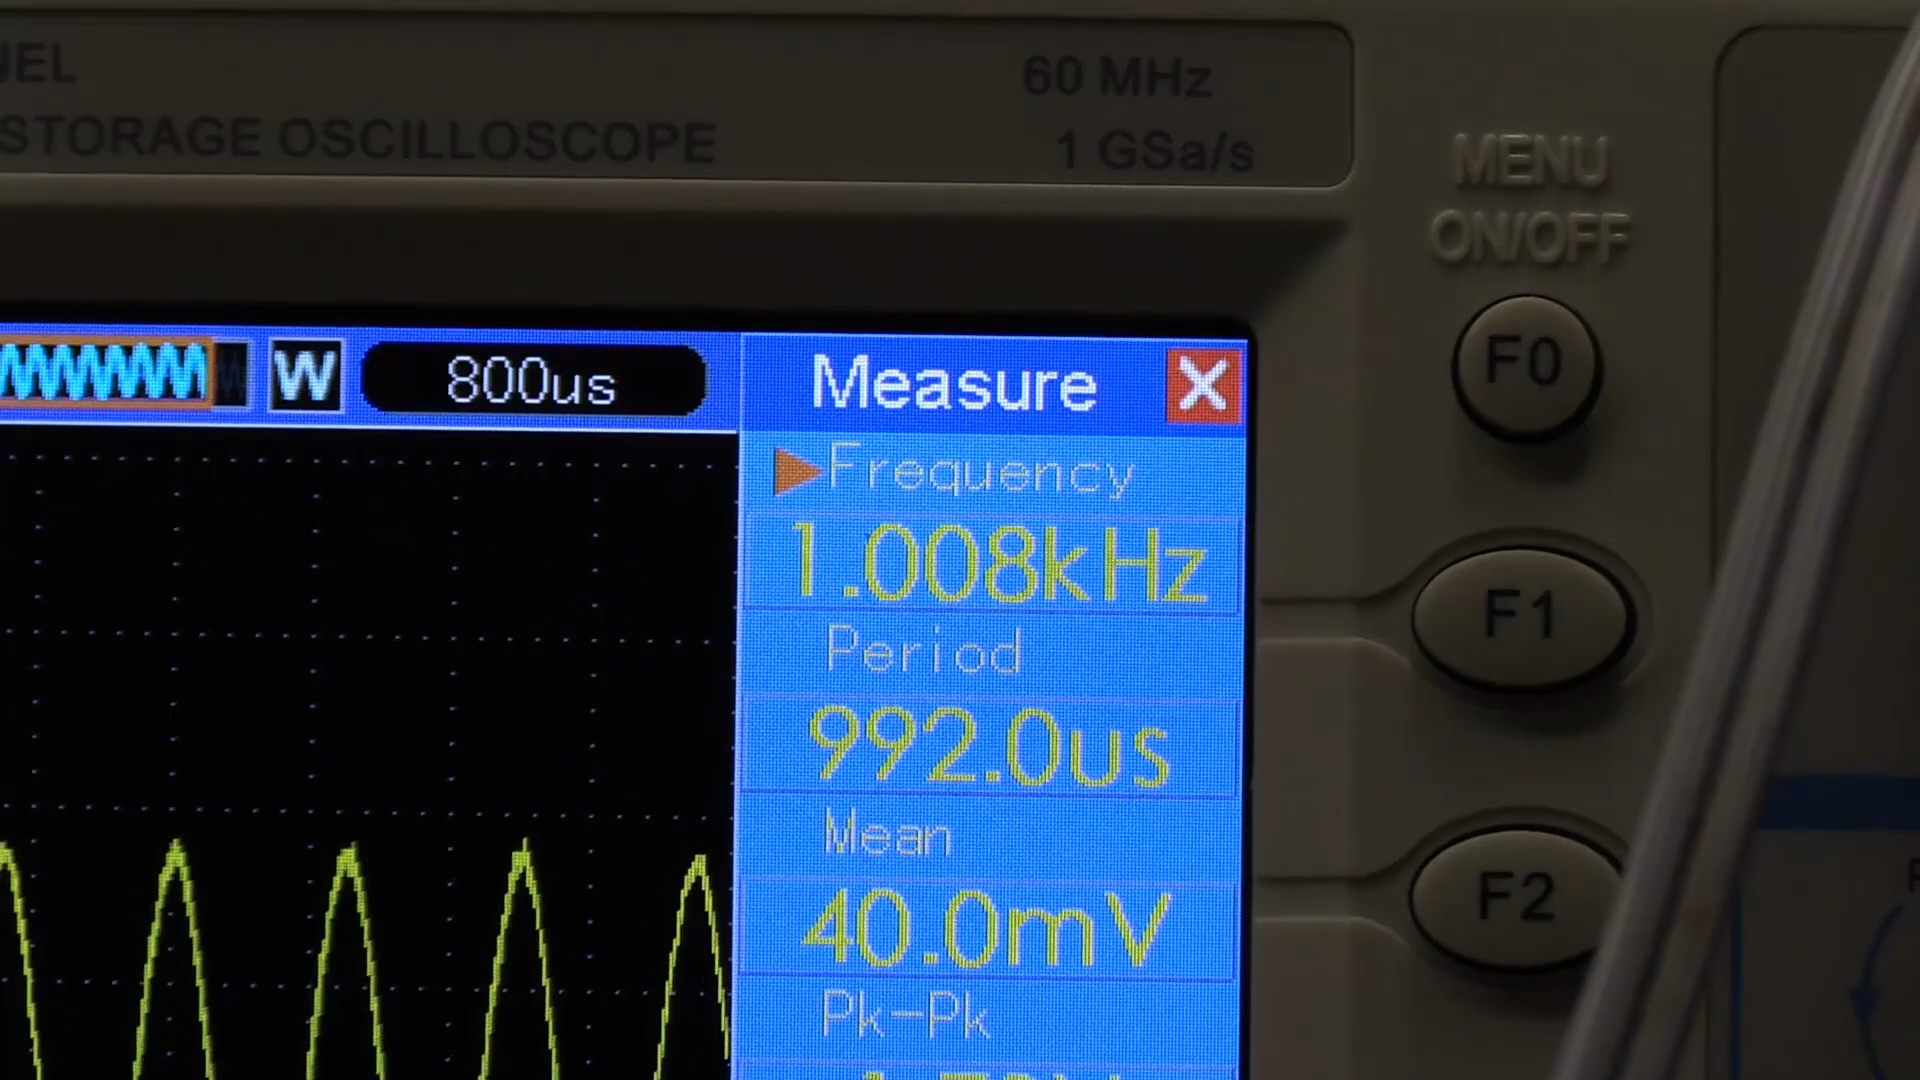 60 MHz
STORAGE OSCILLOSCOPE
1 GSa/s
MENU
ON/OFF
F0
W
800us
Measure
X
Frequency
1.008kHz
F1
Period
992.0us
Mean
40.0mV
F2
Pk-Pk